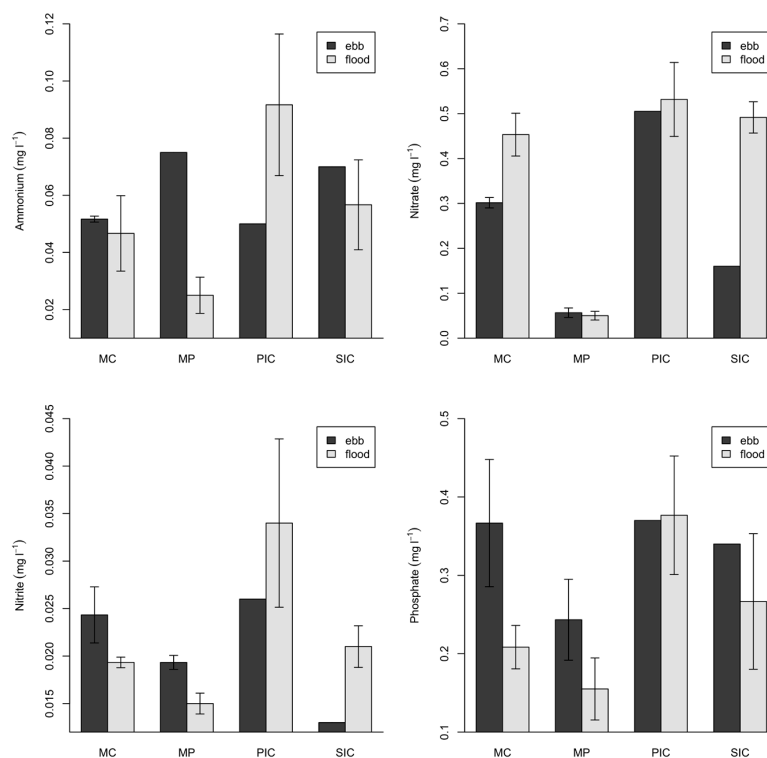 0.12
0.10
0.08
0.06
0.04
0.02
Ammonium (mg l⁻¹)
ebb
flood
MC MP PIC SIC
0.7
0.6
0.5
0.4
0.3
0.2
0.1
0.0
Nitrate (mg l⁻¹)
ebb
flood
MC MP PIC SIC
0.045
0.040
0.035
0.030
0.025
0.020
0.015
Nitrite (mg l⁻¹)
ebb
flood
MC MP PIC SIC
0.5
0.4
0.3
0.2
0.1
Phosphate (mg l⁻¹)
ebb
flood
MC MP PIC SIC